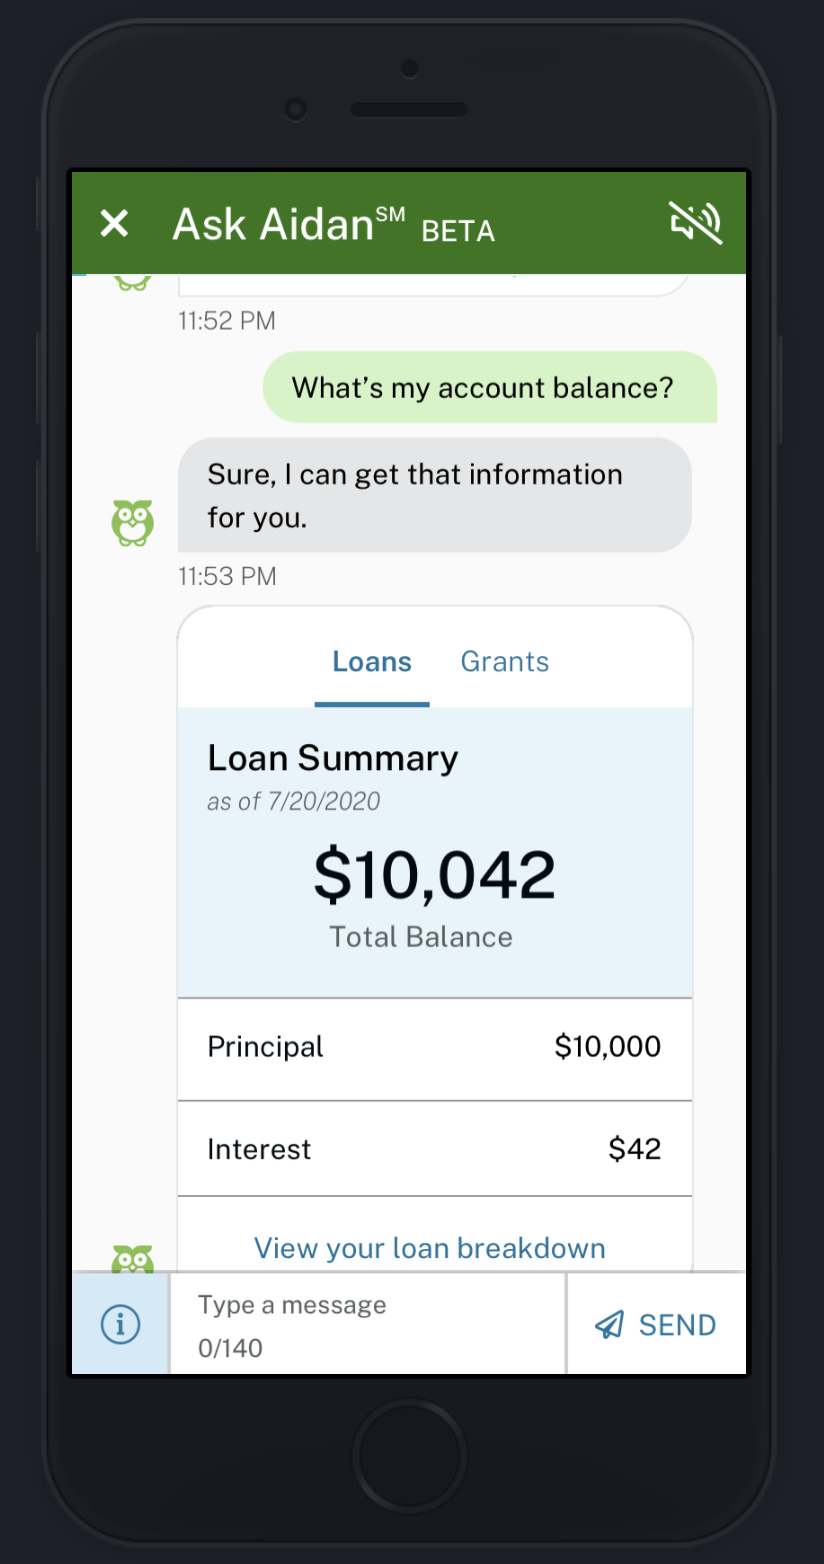 Ask Aidan℠ BETA
11:52 PM
What’s my account balance?
Sure, I can get that information
for you.
11:53 PM
Loans Grants
Loan Summary
as of 7/20/2020
$10,042
Total Balance
Principal $10,000
Interest $42
View your loan breakdown
Type a message
0/140
SEND